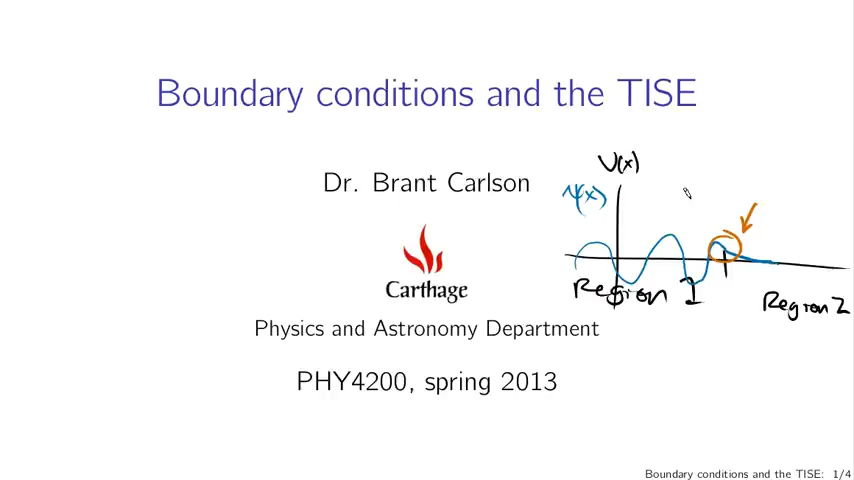 Boundary conditions and the TISE
V(x)
Dr. Brant Carlson
ψ(x)
Carthage
Region 1
Region 2
Physics and Astronomy Department
PHY4200, spring 2013
Boundary conditions and the TISE: 1/4